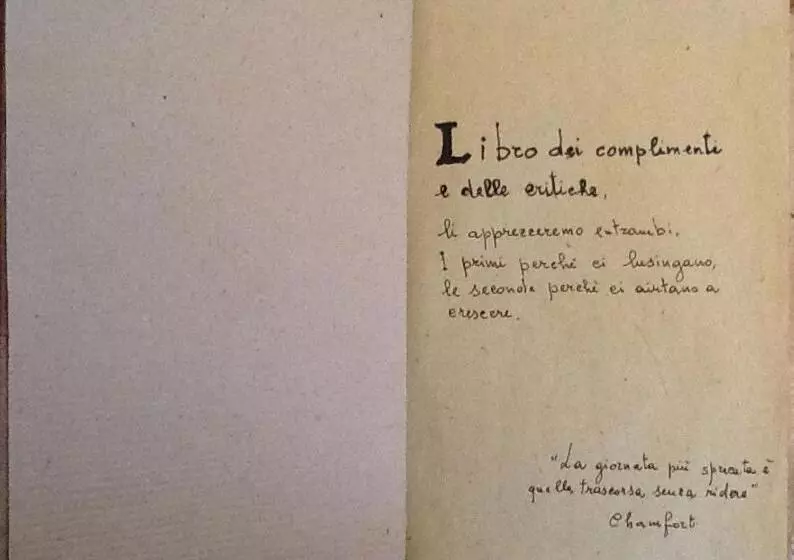 Libro dei complimenti
e delle critiche,
li apprezzeremo entrambi.
I primi perché ci lusingano,
le seconde perché ci aiutano a
crescere.
"La giornata più sprecata è
quella trascorsa senza ridere"
Chamfort